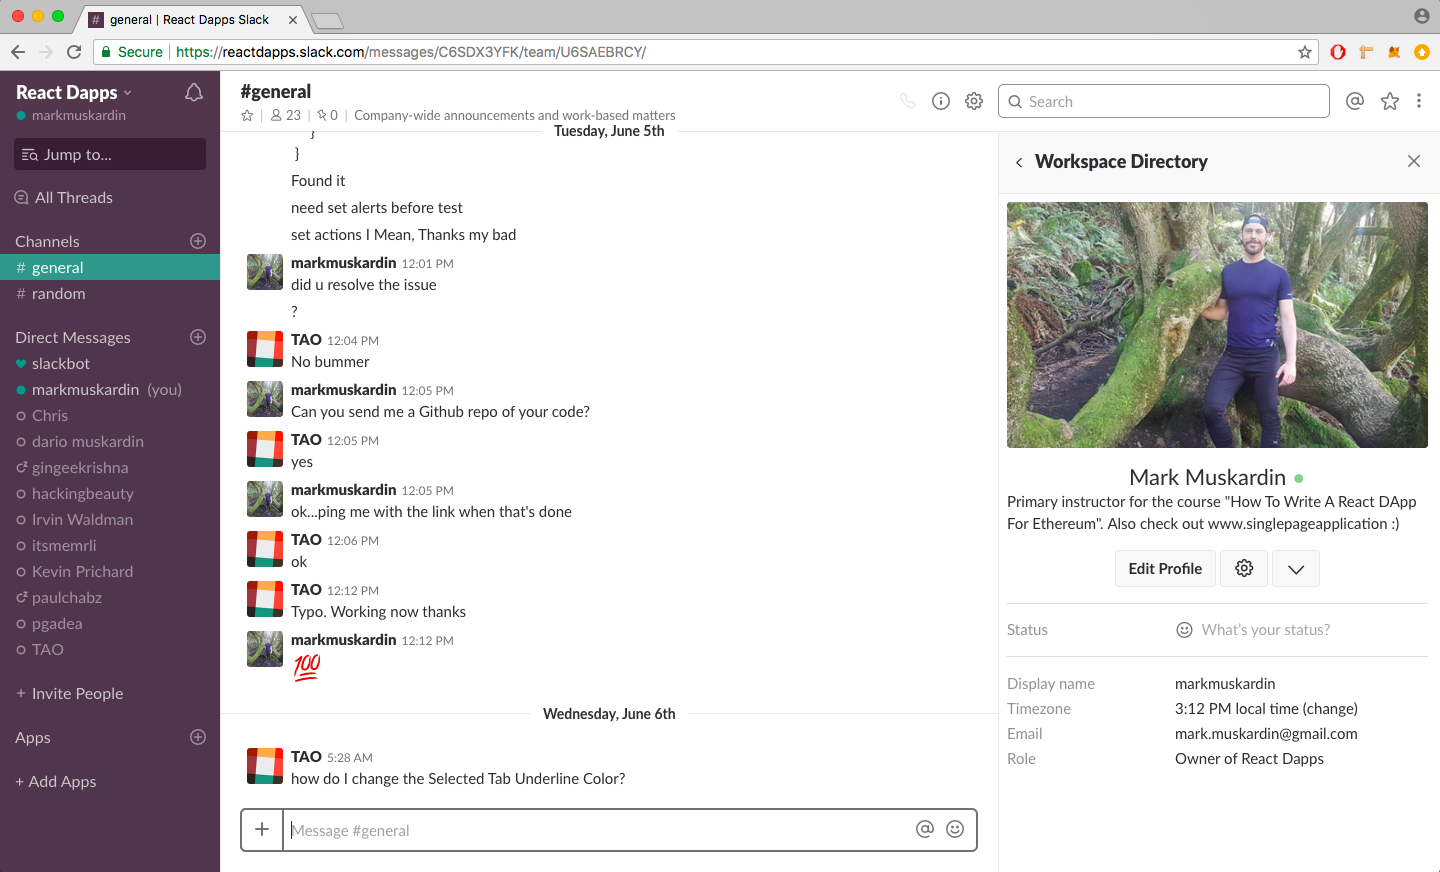 general | React Dapps Slack
Secure | https://reactdapps.slack.com/messages/C6SDX3YFK/team/U6SAEBRCY/
React Dapps
markmuskardin
Jump to...
All Threads
Channels
# general
# random
Direct Messages
slackbot
markmuskardin (you)
Chris
dario muskardin
gingeekrishna
hackingbeauty
Irvin Waldman
itsmemrli
Kevin Prichard
paulchabz
pgadea
TAO
+ Invite People
Apps
+ Add Apps
#general
23 | 0 | Company-wide announcements and work-based matters
Search
Tuesday, June 5th
}
}
Found it
need set alerts before test
set actions I Mean, Thanks my bad
markmuskardin 12:01 PM
did u resolve the issue
?
TAO 12:04 PM
No bummer
markmuskardin 12:05 PM
Can you send me a Github repo of your code?
TAO 12:05 PM
yes
markmuskardin 12:05 PM
ok...ping me with the link when that's done
TAO 12:06 PM
ok
TAO 12:12 PM
Typo. Working now thanks
markmuskardin 12:12 PM
100
Wednesday, June 6th
TAO 5:28 AM
how do I change the Selected Tab Underline Color?
+ Message #general
Workspace Directory
Mark Muskardin
Primary instructor for the course "How To Write A React DApp
For Ethereum". Also check out www.singlepageapplication :)
Edit Profile
Status What's your status?
Display name markmuskardin
Timezone 3:12 PM local time (change)
Email mark.muskardin@gmail.com
Role Owner of React Dapps